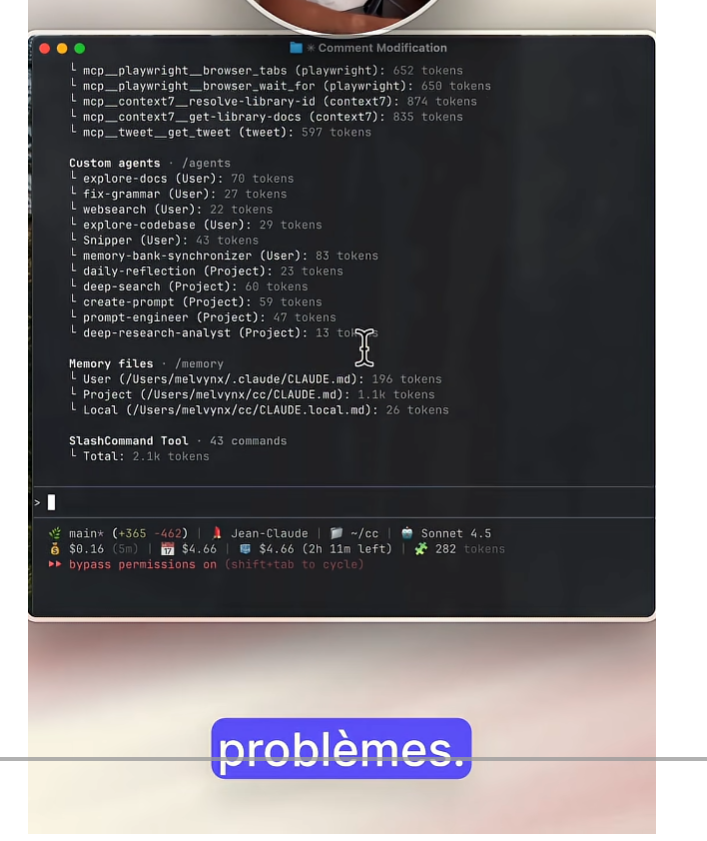 ✳ Comment Modification
└ mcp__playwright__browser_tabs (playwright): 652 tokens
└ mcp__playwright__browser_wait_for (playwright): 650 tokens
└ mcp__context7__resolve-library-id (context7): 874 tokens
└ mcp__context7__get-library-docs (context7): 835 tokens
└ mcp__tweet__get_tweet (tweet): 597 tokens
Custom agents · /agents
└ explore-docs (User): 70 tokens
└ fix-grammar (User): 27 tokens
└ websearch (User): 22 tokens
└ explore-codebase (User): 29 tokens
└ Snipper (User): 43 tokens
└ memory-bank-synchronizer (User): 83 tokens
└ daily-reflection (Project): 23 tokens
└ deep-search (Project): 60 tokens
└ create-prompt (Project): 59 tokens
└ prompt-engineer (Project): 47 tokens
└ deep-research-analyst (Project): 13 tokens
Memory files · /memory
└ User (/Users/melvynx/.claude/CLAUDE.md): 196 tokens
└ Project (/Users/melvynx/cc/CLAUDE.md): 1.1k tokens
└ Local (/Users/melvynx/cc/CLAUDE.local.md): 26 tokens
SlashCommand Tool · 43 commands
└ Total: 2.1k tokens
>
main* (+365 -462) | Jean-Claude | ~/cc | Sonnet 4.5
$0.16 (5m) | $4.66 | $4.66 (2h 11m left) | 282 tokens
▸▸ bypass permissions on (shift+tab to cycle)
problèmes.